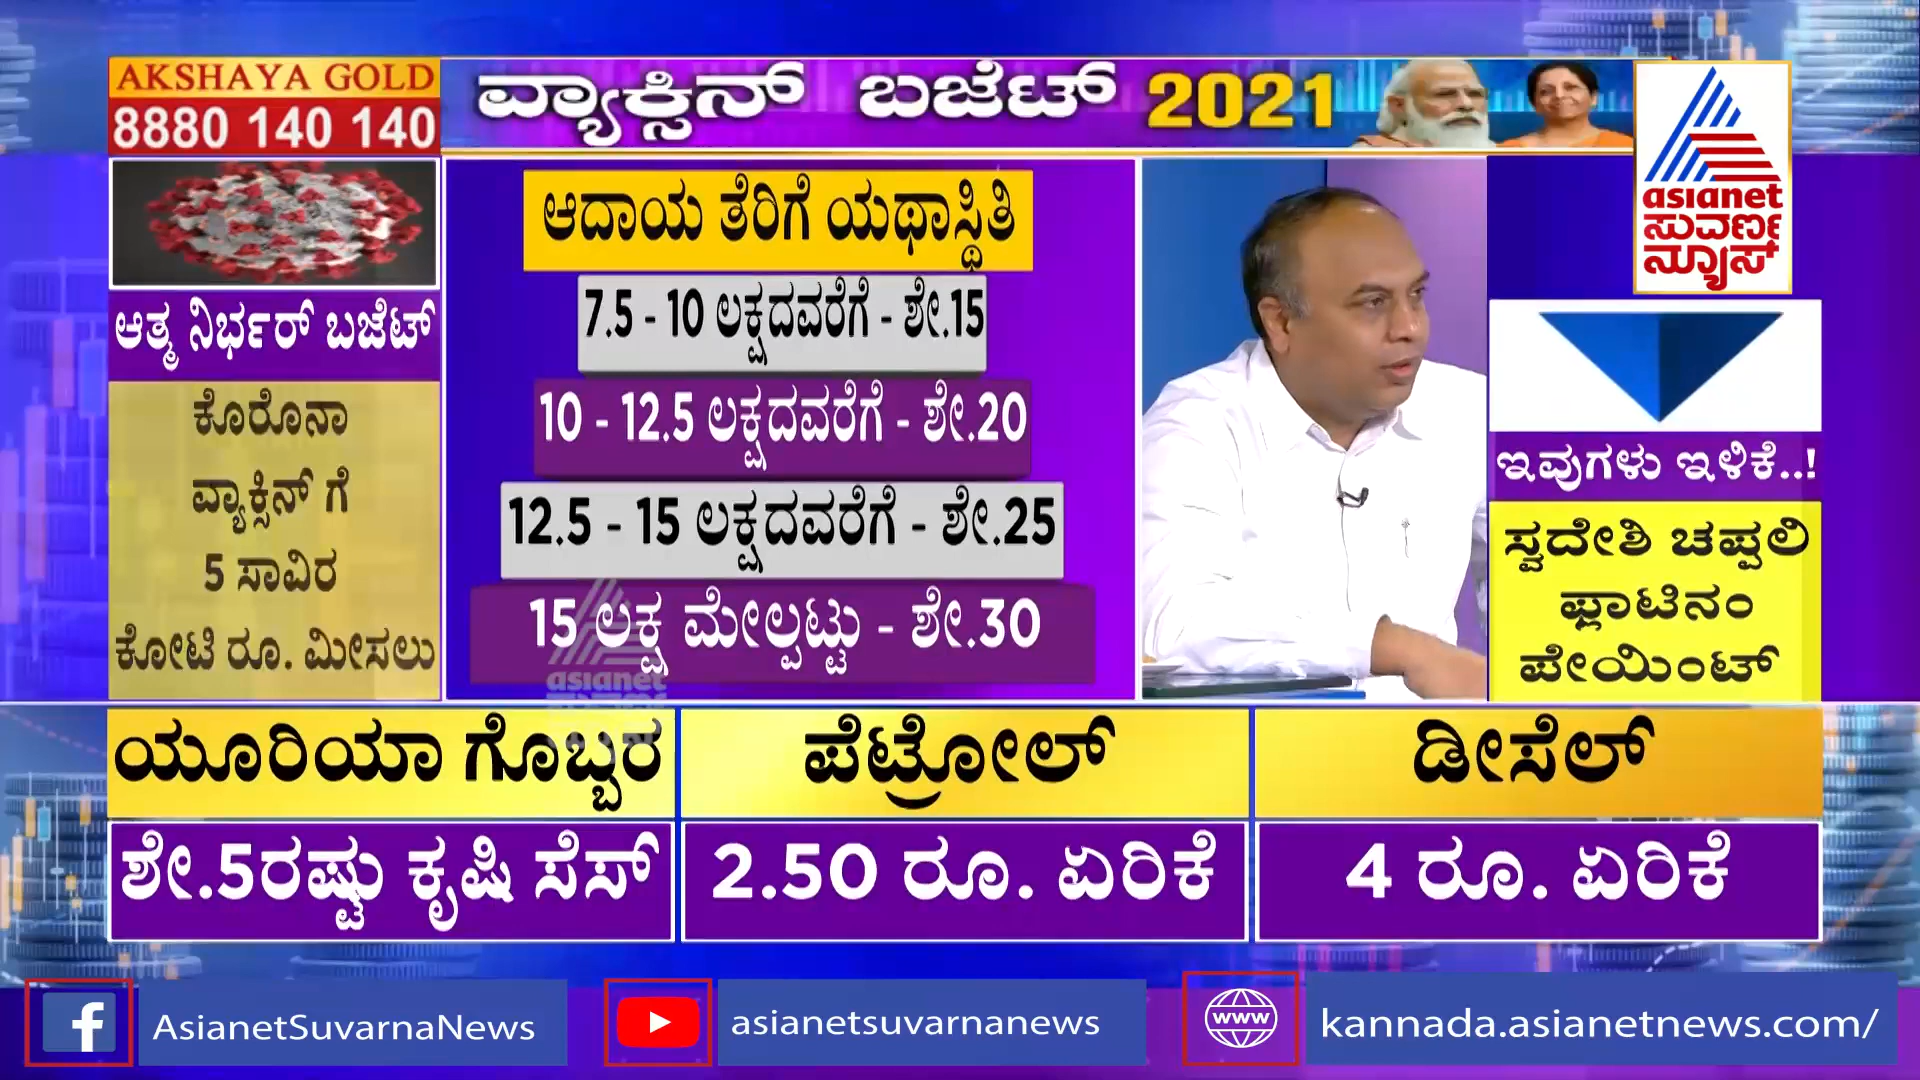 AKSHAYA GOLD
8880 140 140
ವ್ಯಾಕ್ಸಿನ್ ಬಜೆಟ್ 2021
asianet
ಸುವರ್ಣ
ನ್ಯೂಸ್
ಆತ್ಮ ನಿರ್ಭರ್ ಬಜೆಟ್
ಕೊರೊನಾ
ವ್ಯಾಕ್ಸಿನ್ ಗೆ
5 ಸಾವಿರ
ಕೋಟಿ ರೂ. ಮೀಸಲು
ಆದಾಯ ತೆರಿಗೆ ಯಥಾಸ್ಥಿತಿ
7.5 - 10 ಲಕ್ಷದವರೆಗೆ - ಶೇ.15
10 - 12.5 ಲಕ್ಷದವರೆಗೆ - ಶೇ.20
12.5 - 15 ಲಕ್ಷದವರೆಗೆ - ಶೇ.25
15 ಲಕ್ಷ ಮೇಲ್ಪಟ್ಟು - ಶೇ.30
asianet
ಇವುಗಳು ಇಳಿಕೆ..!
ಸ್ವದೇಶಿ ಚಪ್ಪಲಿ
ಫ್ಲಾಟಿನಂ
ಪೇಯಿಂಟ್
ಯೂರಿಯಾ ಗೊಬ್ಬರ
ಪೆಟ್ರೋಲ್
ಡೀಸೆಲ್
ಶೇ.5ರಷ್ಟು ಕೃಷಿ ಸೆಸ್
2.50 ರೂ. ಏರಿಕೆ
4 ರೂ. ಏರಿಕೆ
AsianetSuvarnaNews
asianetsuvarnanews
www
kannada.asianetnews.com/